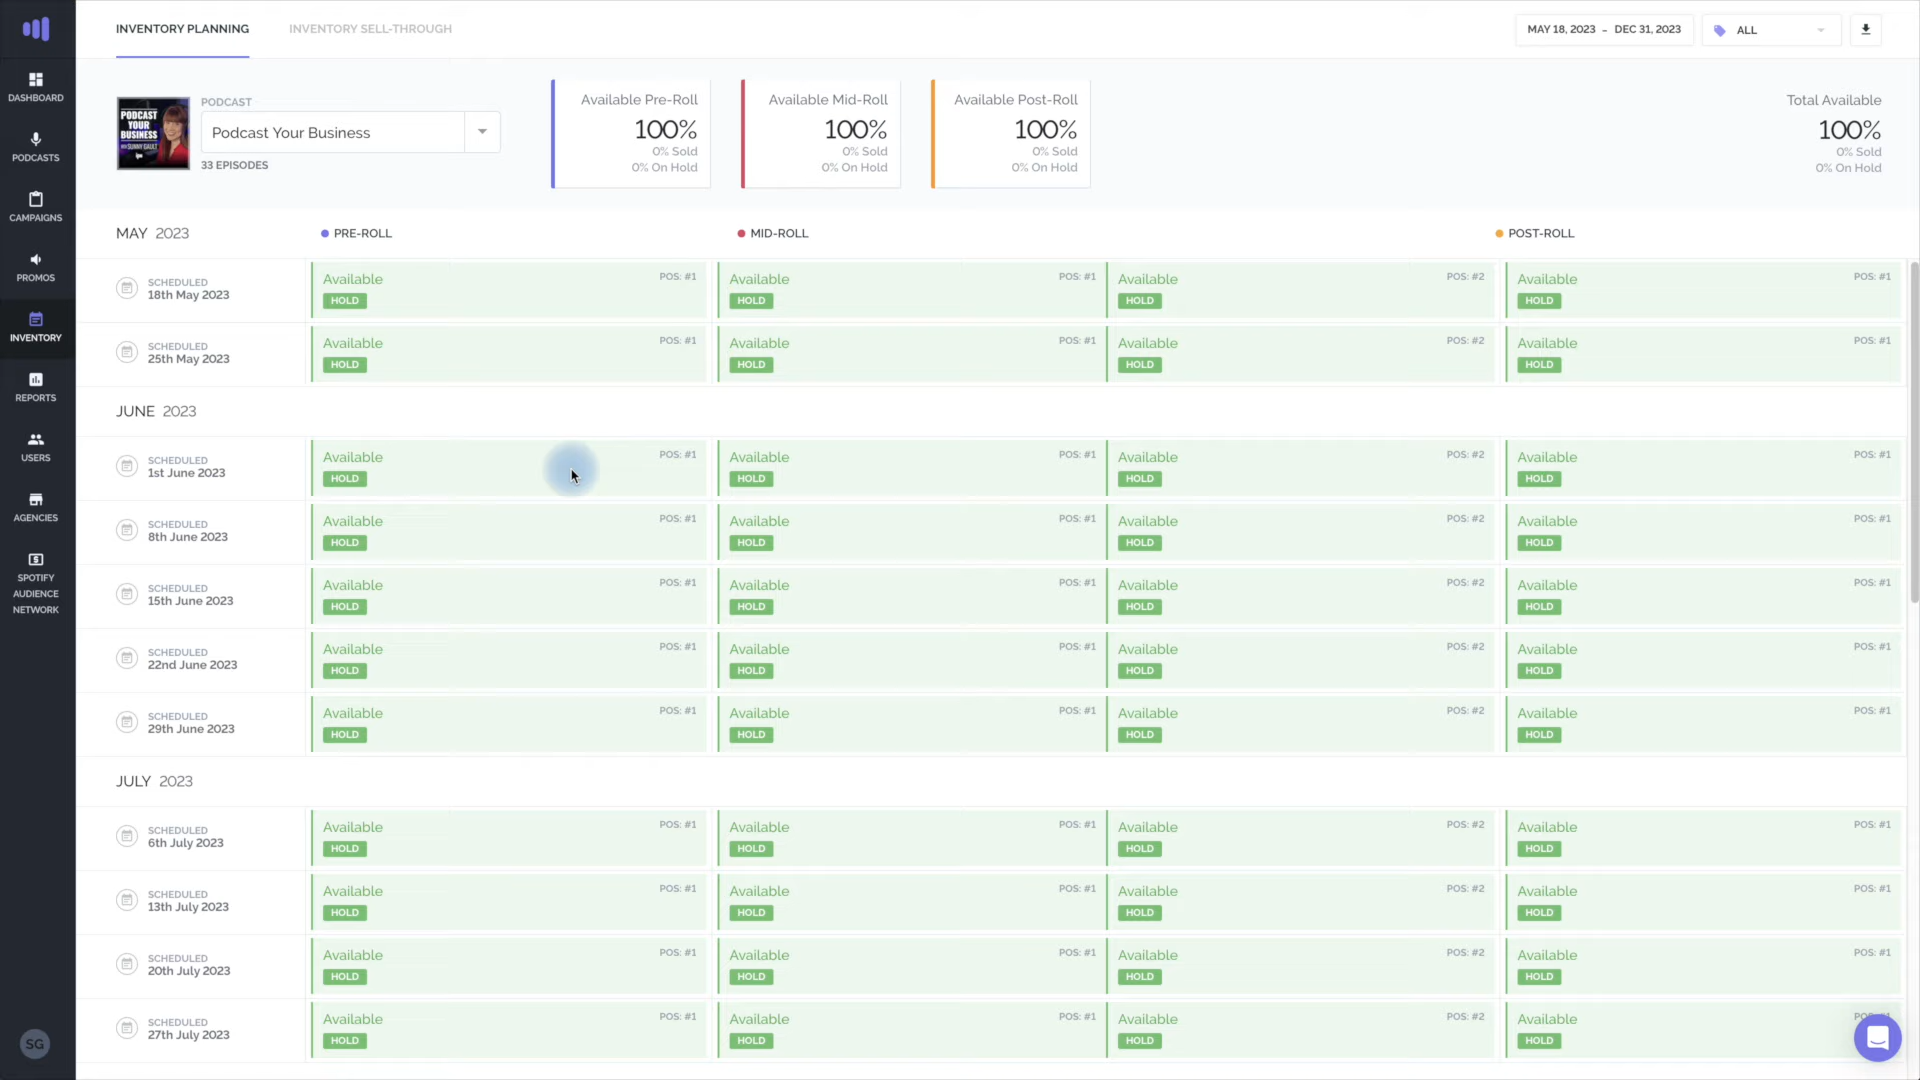 INVENTORY PLANNING
INVENTORY SELL-THROUGH
MAY 18, 2023 - DEC 31, 2023
ALL
DASHBOARD
PODCASTS
CAMPAIGNS
PROMOS
INVENTORY
REPORTS
USERS
AGENCIES
SPOTIFY
AUDIENCE
NETWORK
SG
PODCAST
YOUR
BUSINESS
WITH SUNNY GAULT
PODCAST
Podcast Your Business
33 EPISODES
Available Pre-Roll
100%
0% Sold
0% On Hold
Available Mid-Roll
100%
0% Sold
0% On Hold
Available Post-Roll
100%
0% Sold
0% On Hold
Total Available
100%
0% Sold
0% On Hold
MAY 2023 PRE-ROLL MID-ROLL POST-ROLL
SCHEDULED
18th May 2023
Available POS: #1 Available POS: #1 Available POS: #2 Available POS: #1
HOLD HOLD HOLD HOLD
SCHEDULED
25th May 2023
Available POS: #1 Available POS: #1 Available POS: #2 Available POS: #1
HOLD HOLD HOLD HOLD
JUNE 2023
SCHEDULED
1st June 2023
Available POS: #1 Available POS: #1 Available POS: #2 Available POS: #1
HOLD HOLD HOLD HOLD
SCHEDULED
8th June 2023
Available POS: #1 Available POS: #1 Available POS: #2 Available POS: #1
HOLD HOLD HOLD HOLD
SCHEDULED
15th June 2023
Available POS: #1 Available POS: #1 Available POS: #2 Available POS: #1
HOLD HOLD HOLD HOLD
SCHEDULED
22nd June 2023
Available POS: #1 Available POS: #1 Available POS: #2 Available POS: #1
HOLD HOLD HOLD HOLD
SCHEDULED
29th June 2023
Available POS: #1 Available POS: #1 Available POS: #2 Available POS: #1
HOLD HOLD HOLD HOLD
JULY 2023
SCHEDULED
6th July 2023
Available POS: #1 Available POS: #1 Available POS: #2 Available POS: #1
HOLD HOLD HOLD HOLD
SCHEDULED
13th July 2023
Available POS: #1 Available POS: #1 Available POS: #2 Available POS: #1
HOLD HOLD HOLD HOLD
SCHEDULED
20th July 2023
Available POS: #1 Available POS: #1 Available POS: #2 Available POS: #1
HOLD HOLD HOLD HOLD
SCHEDULED
27th July 2023
Available POS: #1 Available POS: #1 Available POS: #2 Available
HOLD HOLD HOLD HOLD